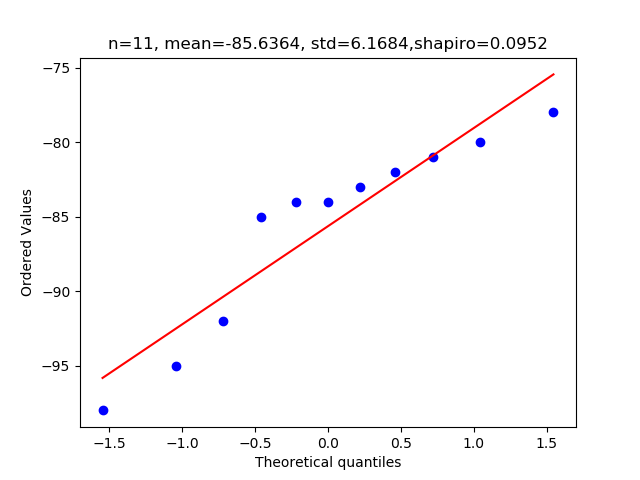 n=11, mean=-85.6364, std=6.1684,shapiro=0.0952
Ordered Values
−75
−80
−85
−90
−95
−1.5 −1.0 −0.5 0.0 0.5 1.0 1.5
Theoretical quantiles